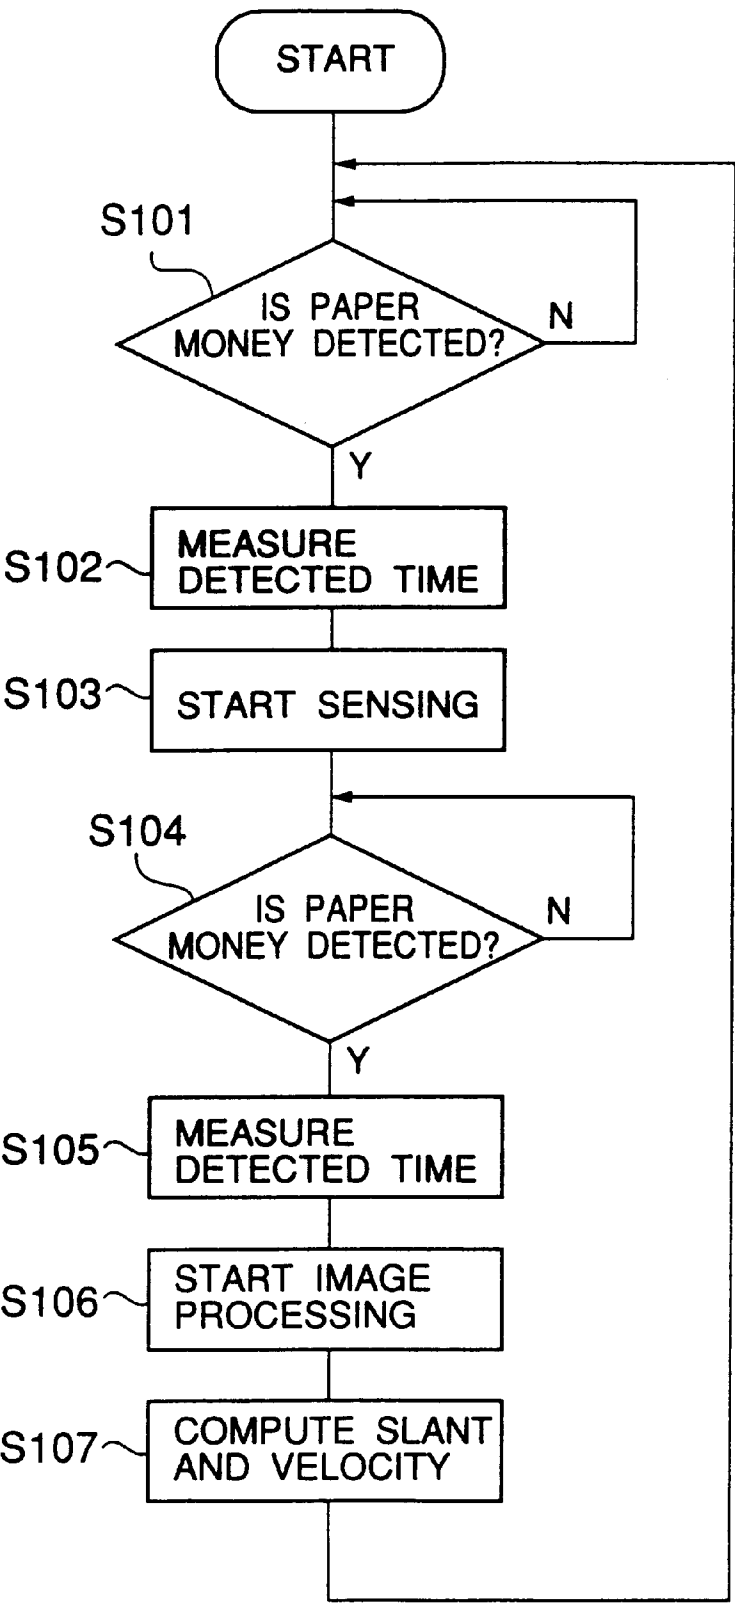 START
S101
IS PAPER
MONEY DETECTED?
N
Y
S102
MEASURE
DETECTED TIME
S103
START SENSING
S104
IS PAPER
MONEY DETECTED?
N
Y
S105
MEASURE
DETECTED TIME
S106
START IMAGE
PROCESSING
S107
COMPUTE SLANT
AND VELOCITY